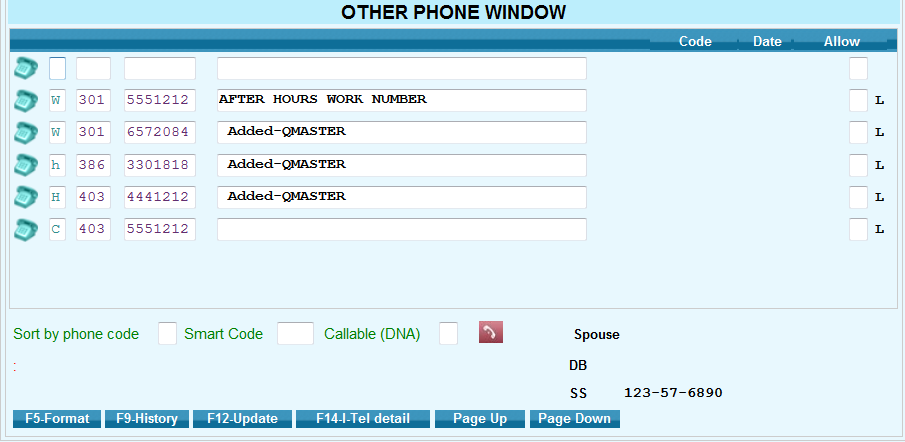 OTHER PHONE WINDOW
Code Date Allow
W 301 5551212 AFTER HOURS WORK NUMBER L
W 301 6572084 Added-QMASTER L
h 386 3301818 Added-QMASTER L
H 403 4441212 Added-QMASTER L
C 403 5551212 L
Sort by phone code Smart Code Callable (DNA) Spouse
: DB
SS 123-57-6890
F5-Format F9-History F12-Update F14-I-Tel detail Page Up Page Down